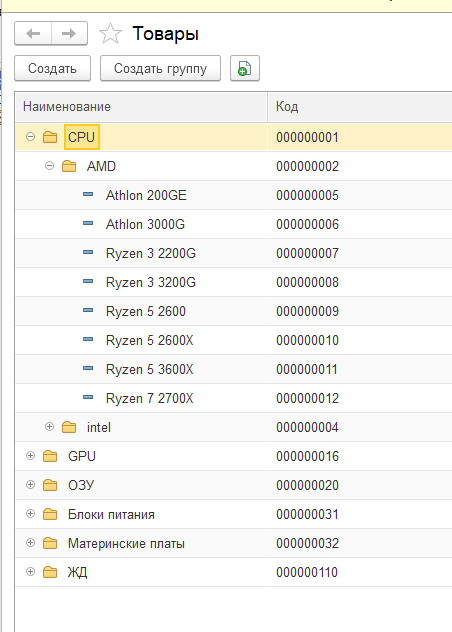 Товары
Создать Создать группу
Наименование Код
CPU 000000001
AMD 000000002
Athlon 200GE 000000005
Athlon 3000G 000000006
Ryzen 3 2200G 000000007
Ryzen 3 3200G 000000008
Ryzen 5 2600 000000009
Ryzen 5 2600X 000000010
Ryzen 5 3600X 000000011
Ryzen 7 2700X 000000012
intel 000000004
GPU 000000016
ОЗУ 000000020
Блоки питания 000000031
Материнские платы 000000032
ЖД 000000110